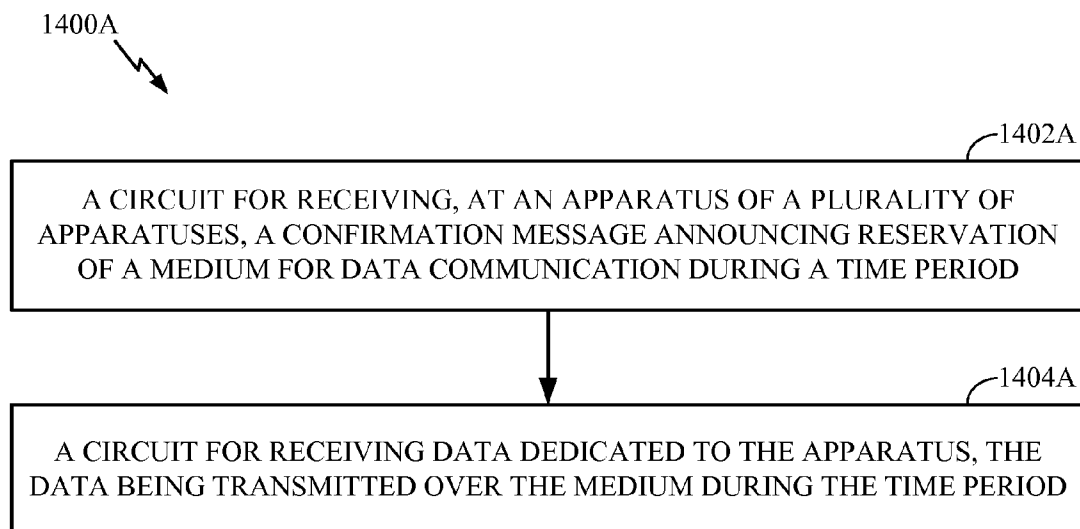 1400A
1402A
A CIRCUIT FOR RECEIVING, AT AN APPARATUS OF A PLURALITY OF
APPARATUSES, A CONFIRMATION MESSAGE ANNOUNCING RESERVATION
OF A MEDIUM FOR DATA COMMUNICATION DURING A TIME PERIOD
1404A
A CIRCUIT FOR RECEIVING DATA DEDICATED TO THE APPARATUS, THE
DATA BEING TRANSMITTED OVER THE MEDIUM DURING THE TIME PERIOD